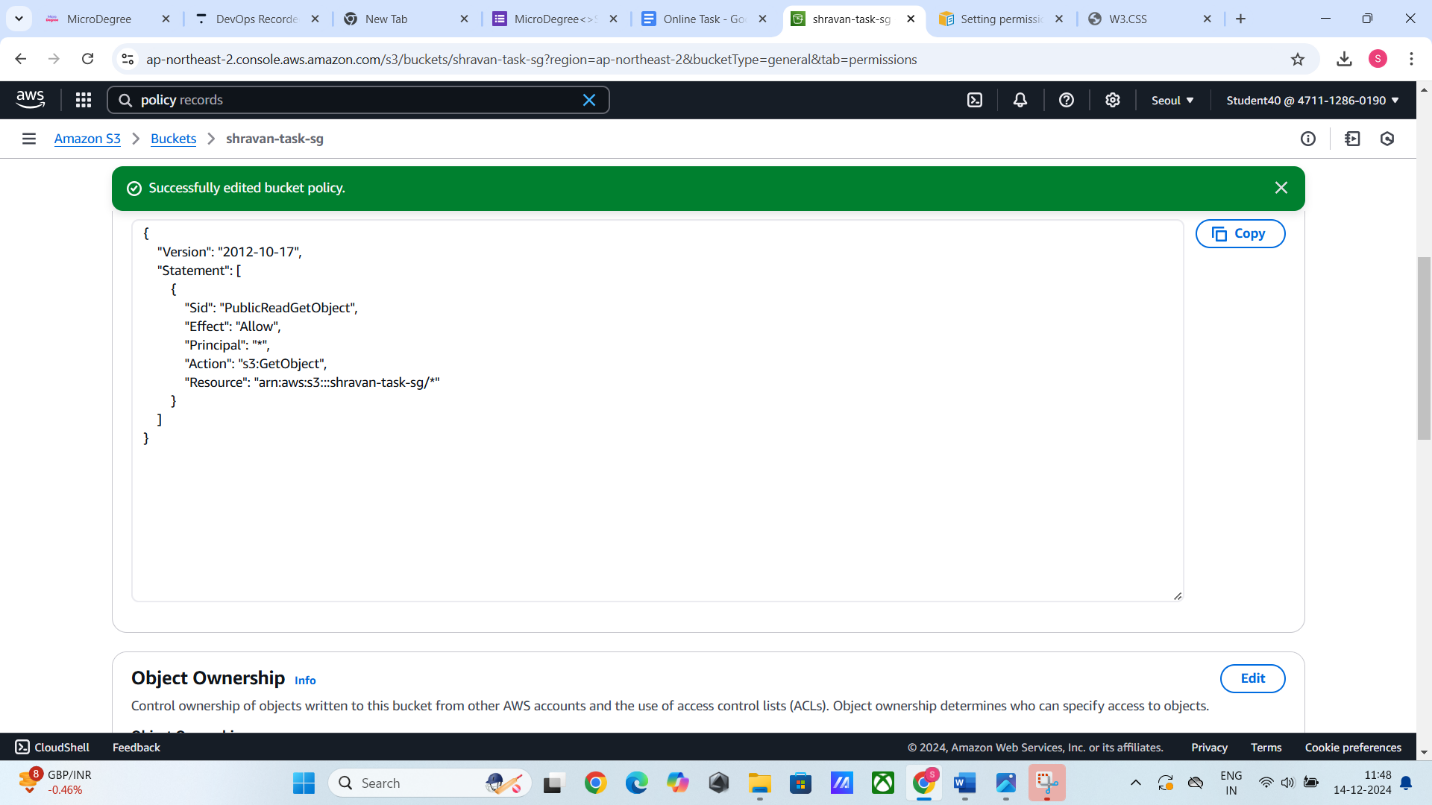 MicroDegree
DevOps Recorde
New Tab
MicroDegree<>S
Online Task - Goo
shravan-task-sg
Setting permissio
W3.CSS
ap-northeast-2.console.aws.amazon.com/s3/buckets/shravan-task-sg?region=ap-northeast-2&bucketType=general&tab=permissions
S
aws
policy records
Seoul ▼
Student40 @ 4711-1286-0190 ▼
Amazon S3 > Buckets > shravan-task-sg
Successfully edited bucket policy.
{
"Version": "2012-10-17",
"Statement": [
{
"Sid": "PublicReadGetObject",
"Effect": "Allow",
"Principal": "*",
"Action": "s3:GetObject",
"Resource": "arn:aws:s3:::shravan-task-sg/*"
}
]
}
Copy
Object Ownership Info
Edit
Control ownership of objects written to this bucket from other AWS accounts and the use of access control lists (ACLs). Object ownership determines who can specify access to objects.
Object Ownership
CloudShell
Feedback
© 2024, Amazon Web Services, Inc. or its affiliates.
Privacy
Terms
Cookie preferences
8
GBP/INR
-0.46%
Search
S
ENG
IN
11:48
14-12-2024